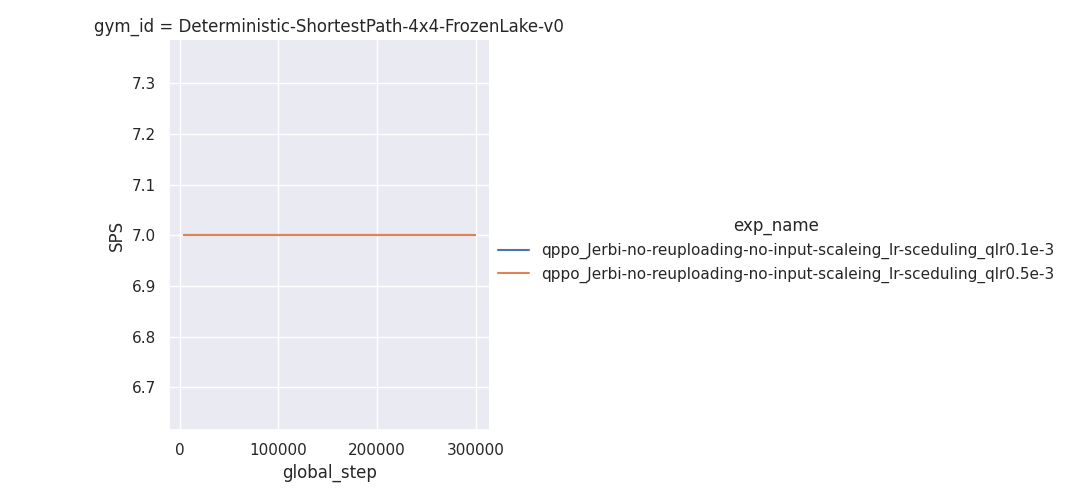 gym_id = Deterministic-ShortestPath-4x4-FrozenLake-v0
7.3
7.2
7.1
7.0
6.9
6.8
6.7
SPS
0 100000 200000 300000
global_step
exp_name
qppo_Jerbi-no-reuploading-no-input-scaleing_lr-sceduling_qlr0.1e-3
qppo_Jerbi-no-reuploading-no-input-scaleing_lr-sceduling_qlr0.5e-3